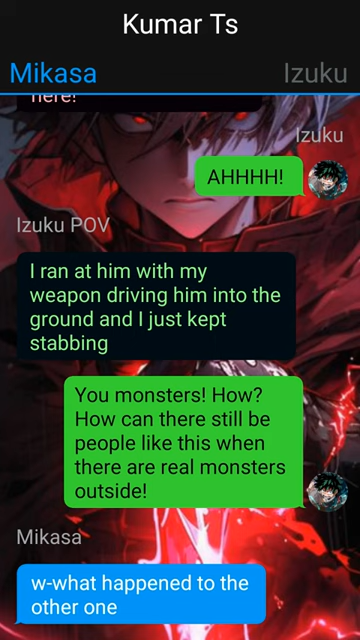 Kumar Ts
Mikasa
Izuku
here!
Izuku
AHHHH!
Izuku POV
I ran at him with my
weapon driving him into the
ground and I just kept
stabbing
You monsters! How?
How can there still be
people like this when
there are real monsters
outside!
Mikasa
w-what happened to the
other one